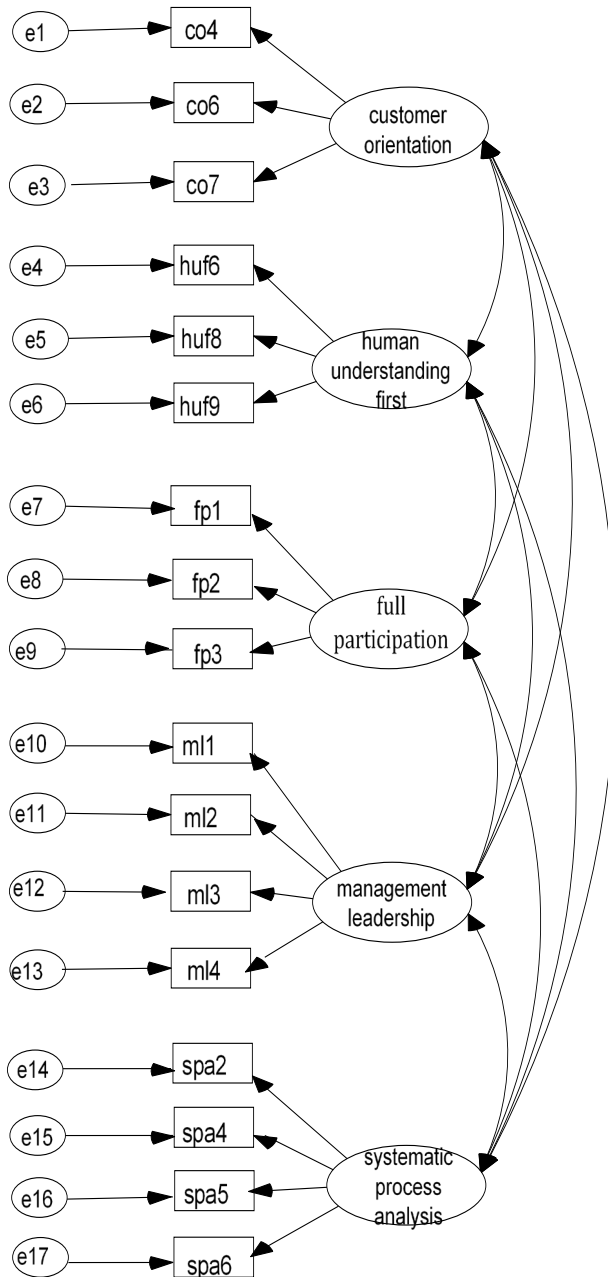 e1 co4
e2 co6
customer
orientation
e3 co7
e4 huf6
e5 huf8
human
understanding
first
e6 huf9
e7 fp1
e8 fp2
full
participation
e9 fp3
e10 ml1
e11 ml2
e12 ml3
management
leadership
e13 ml4
e14 spa2
e15 spa4
systematic
process
analysis
e16 spa5
e17 spa6